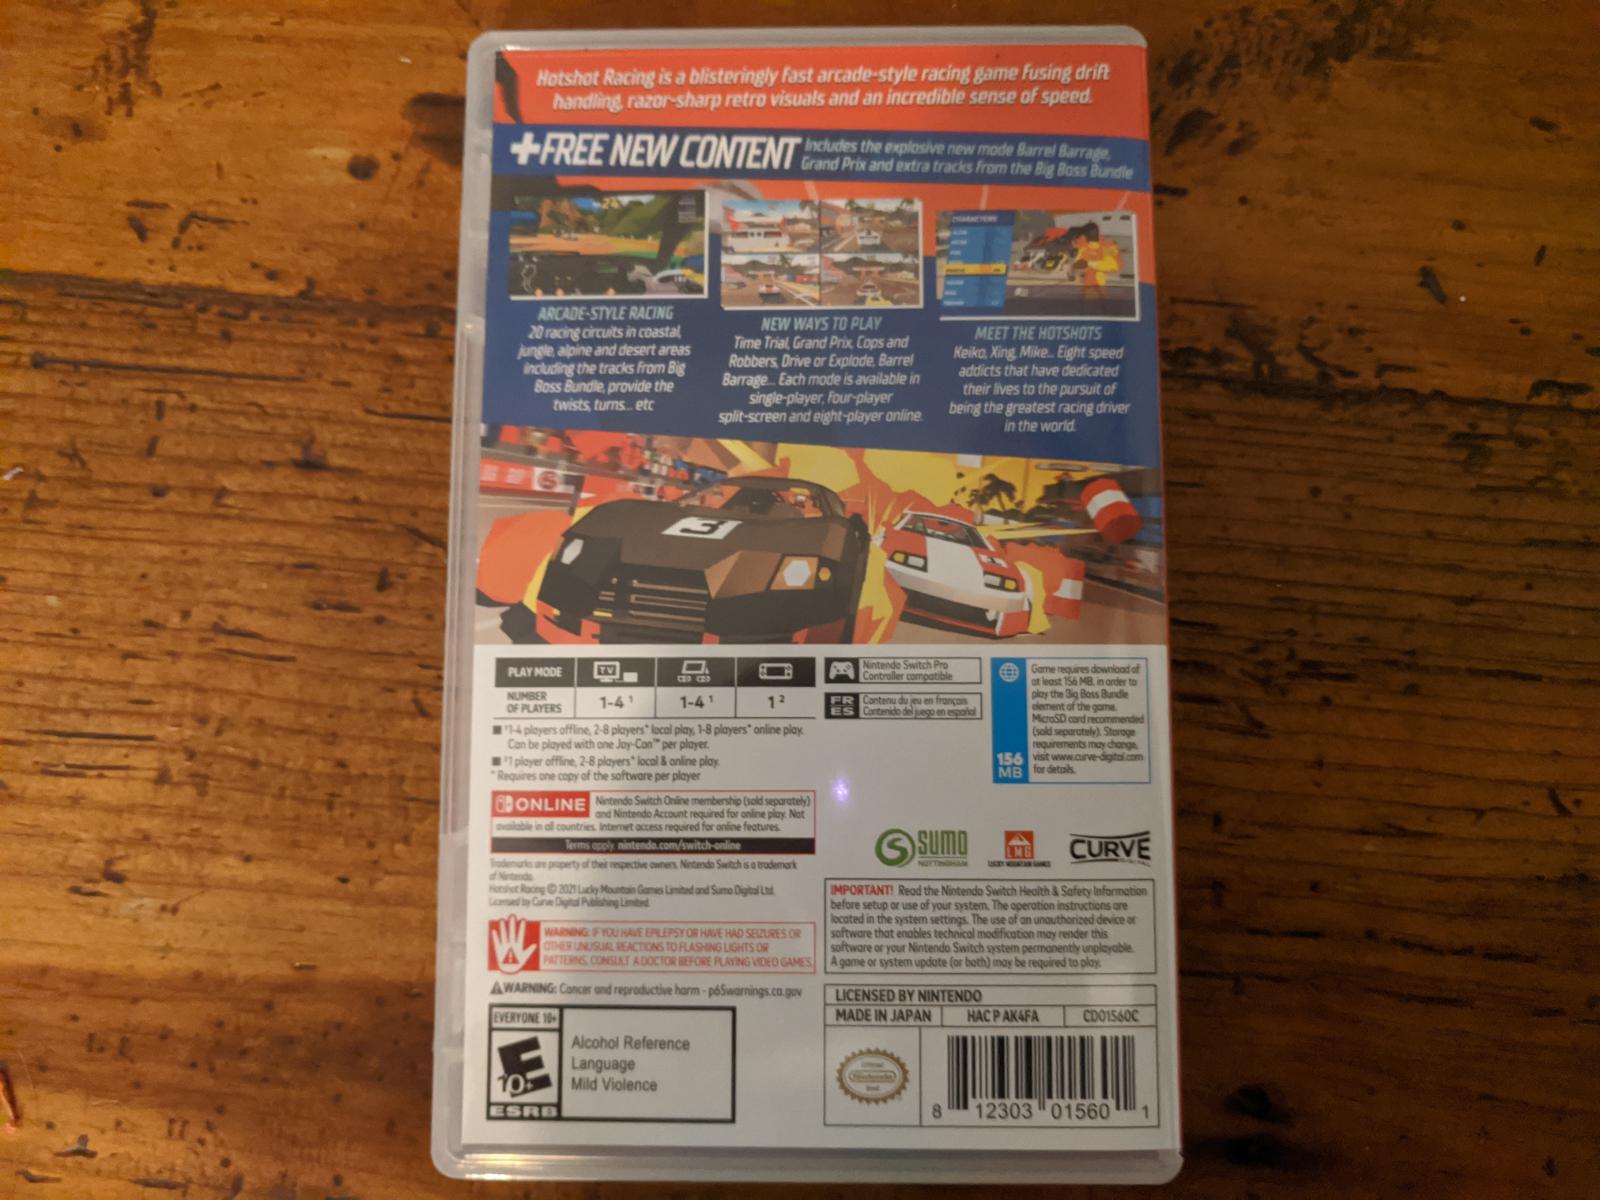 Hotshot Racing is a blisteringly fast arcade-style racing game fusing drift
handling, razor-sharp retro visuals and an incredible sense of speed.
+FREE NEW CONTENT
Includes the explosive new mode Barrel Barrage,
Grand Prix and extra tracks from the Big Boss Bundle
CHARACTERS
ARCADE-STYLE RACING
20 racing circuits in coastal,
jungle, alpine and desert areas
including the tracks from Big
Boss Bundle, provide the
twists, turns... etc
NEW WAYS TO PLAY
Time Trial, Grand Prix, Cops and
Robbers, Drive or Explode, Barrel
Barrage... Each mode is available in
single-player, four-player
split-screen and eight-player online.
MEET THE HOTSHOTS
Keiko, Xing, Mike... Eight speed
addicts that have dedicated
their lives to the pursuit of
being the greatest racing driver
in the world.
3
PLAY MODE
TV
NUMBER
OF PLAYERS
1-4 ¹
1-4 ¹
1 ²
Nintendo Switch Pro
Controller compatible
FR
ES
Contenu du jeu en français
Contenido del juego en español
156
MB
Game requires download of
at least 156 MB, in order to
play the Big Boss Bundle
element of the game.
MicroSD card recommended
(sold separately). Storage
requirements may change,
visit www.curve-digital.com
for details.
■ ¹1-4 players offline, 2-8 players* local play, 1-8 players* online play.
Can be played with one Joy-Con™ per player.
■ ²1 player offline, 2-8 players* local & online play.
* Requires one copy of the software per player
ONLINE
Nintendo Switch Online membership (sold separately)
and Nintendo Account required for online play. Not
available in all countries. Internet access required for online features.
Terms apply. nintendo.com/switch-online
Trademarks are property of their respective owners. Nintendo Switch is a trademark
of Nintendo.
Hotshot Racing © 2021 Lucky Mountain Games Limited and Sumo Digital Ltd.
Licensed by Curve Digital Publishing Limited.
SUMO
NOTTINGHAM
LMG
LUCKY MOUNTAIN GAMES
CURVE
DIGITAL
WARNING: IF YOU HAVE EPILEPSY OR HAVE HAD SEIZURES OR
OTHER UNUSUAL REACTIONS TO FLASHING LIGHTS OR
PATTERNS, CONSULT A DOCTOR BEFORE PLAYING VIDEO GAMES.
⚠WARNING: Cancer and reproductive harm - p65warnings.ca.gov
IMPORTANT! Read the Nintendo Switch Health & Safety Information
before setup or use of your system. The operation instructions are
located in the system settings. The use of an unauthorized device or
software that enables technical modification may render this
software or your Nintendo Switch system permanently unplayable.
A game or system update (or both) may be required to play.
EVERYONE 10+
E
10+
ESRB
Alcohol Reference
Language
Mild Violence
LICENSED BY NINTENDO
MADE IN JAPAN
HAC P AK4FA
CD01560C
Official
Nintendo
Seal
8 12303 01560 1